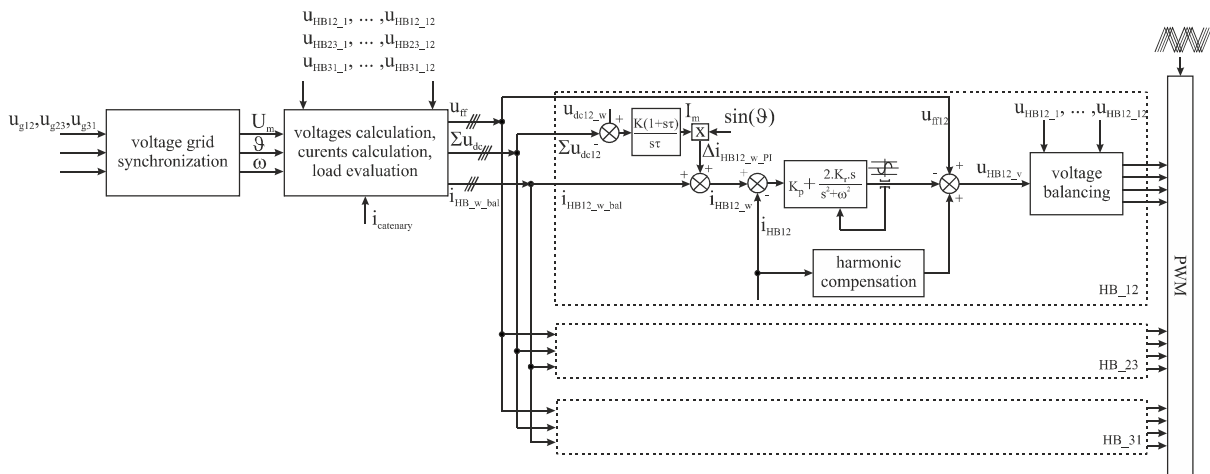 u_HB12_1, ... ,u_HB12_12
u_HB23_1, ... ,u_HB23_12
u_HB31_1, ... ,u_HB31_12
u_g12,u_g23,u_g31
voltage grid
synchronization
U_m
ϑ
ω
voltages calculation,
curents calculation,
load evaluation
i_catenary
u_ff
Σu_dc
i_HB_w_bal
u_dc12_w
+
-
Σu_dc12
K(1+sτ)
sτ
I_m
X
sin(ϑ)
Δi_HB12_w_PI
+
+
i_HB12_w_bal
i_HB12_w
+
-
i_HB12
K_p + 2.K_r.s
s²+ω²
harmonic
compensation
u_ff12
+
-
+
u_HB12_v
u_HB12_1, ... ,u_HB12_12
voltage
balancing
HB_12
HB_23
HB_31
PWM